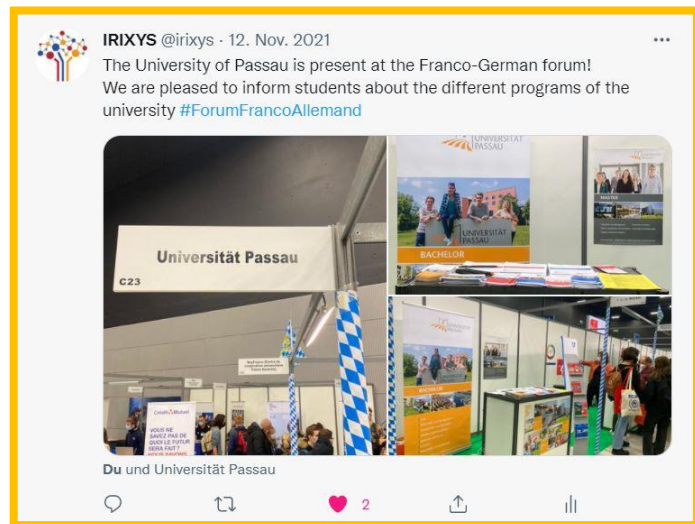 IRIXYS @irixys · 12. Nov. 2021
The University of Passau is present at the Franco-German forum!
We are pleased to inform students about the different programs of the
university #ForumFrancoAllemand
Universität Passau
C23
Crédit Mutuel
VOUS NE
SAVEZ PAS DE
QUOI LE FUTUR
SERA FAIT ?
UNIVERSITÄT
PASSAU
UNIVERSITÄT
PASSAU
BACHELOR
MASTER
UNIVERSITÄT
PASSAU
BACHELOR
Du und Universität Passau
2